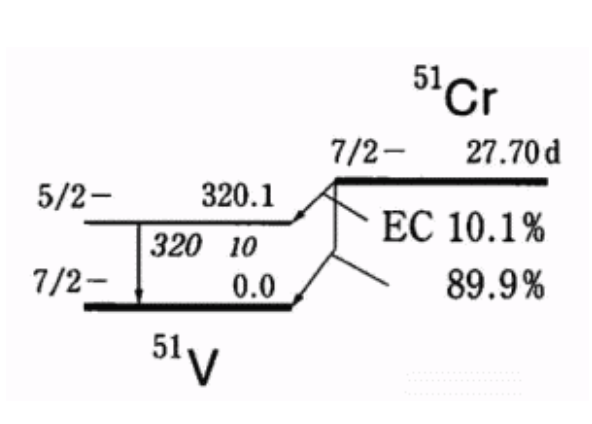 ⁵¹Cr
7/2− 27.70 d
5/2− 320.1
EC 10.1%
320 10
7/2− 0.0
89.9%
⁵¹V